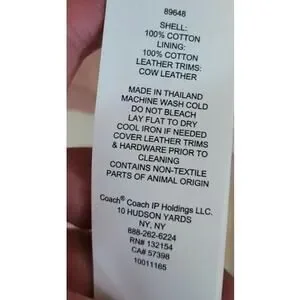 89648
SHELL:
100% COTTON
LINING:
100% COTTON
LEATHER TRIMS:
COW LEATHER
MADE IN THAILAND
MACHINE WASH COLD
DO NOT BLEACH
LAY FLAT TO DRY
COOL IRON IF NEEDED
COVER LEATHER TRIMS
& HARDWARE PRIOR TO
CLEANING
CONTAINS NON-TEXTILE
PARTS OF ANIMAL ORIGIN
Coach® Coach IP Holdings LLC.
10 HUDSON YARDS
NY, NY
888-262-6224
RN# 132154
CA# 57398
10011165